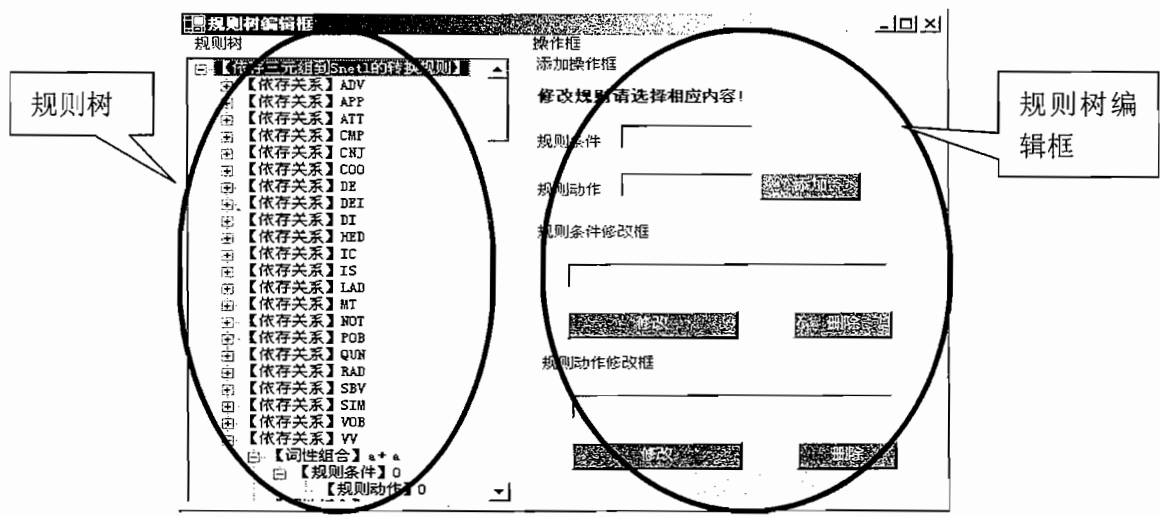 规则树编辑框
规则树
【依存三元组到Snetl的转换规则】
【依存关系】ADV
【依存关系】APP
【依存关系】ATT
【依存关系】CMP
【依存关系】CNJ
【依存关系】COO
【依存关系】DE
【依存关系】DEI
【依存关系】DI
【依存关系】HED
【依存关系】IC
【依存关系】IS
【依存关系】LAD
【依存关系】MT
【依存关系】NOT
【依存关系】POB
【依存关系】QUN
【依存关系】RAD
【依存关系】SBV
【依存关系】SIM
【依存关系】VOB
【依存关系】VV
【词性组合】a+ a
【规则条件】0
【规则动作】0
操作框
添加操作框
修改规则请选择相应内容!
规则条件
规则动作
添加
规则条件修改框
修改
删除
规则动作修改框
修改
删除
规则树
规则树编
辑框